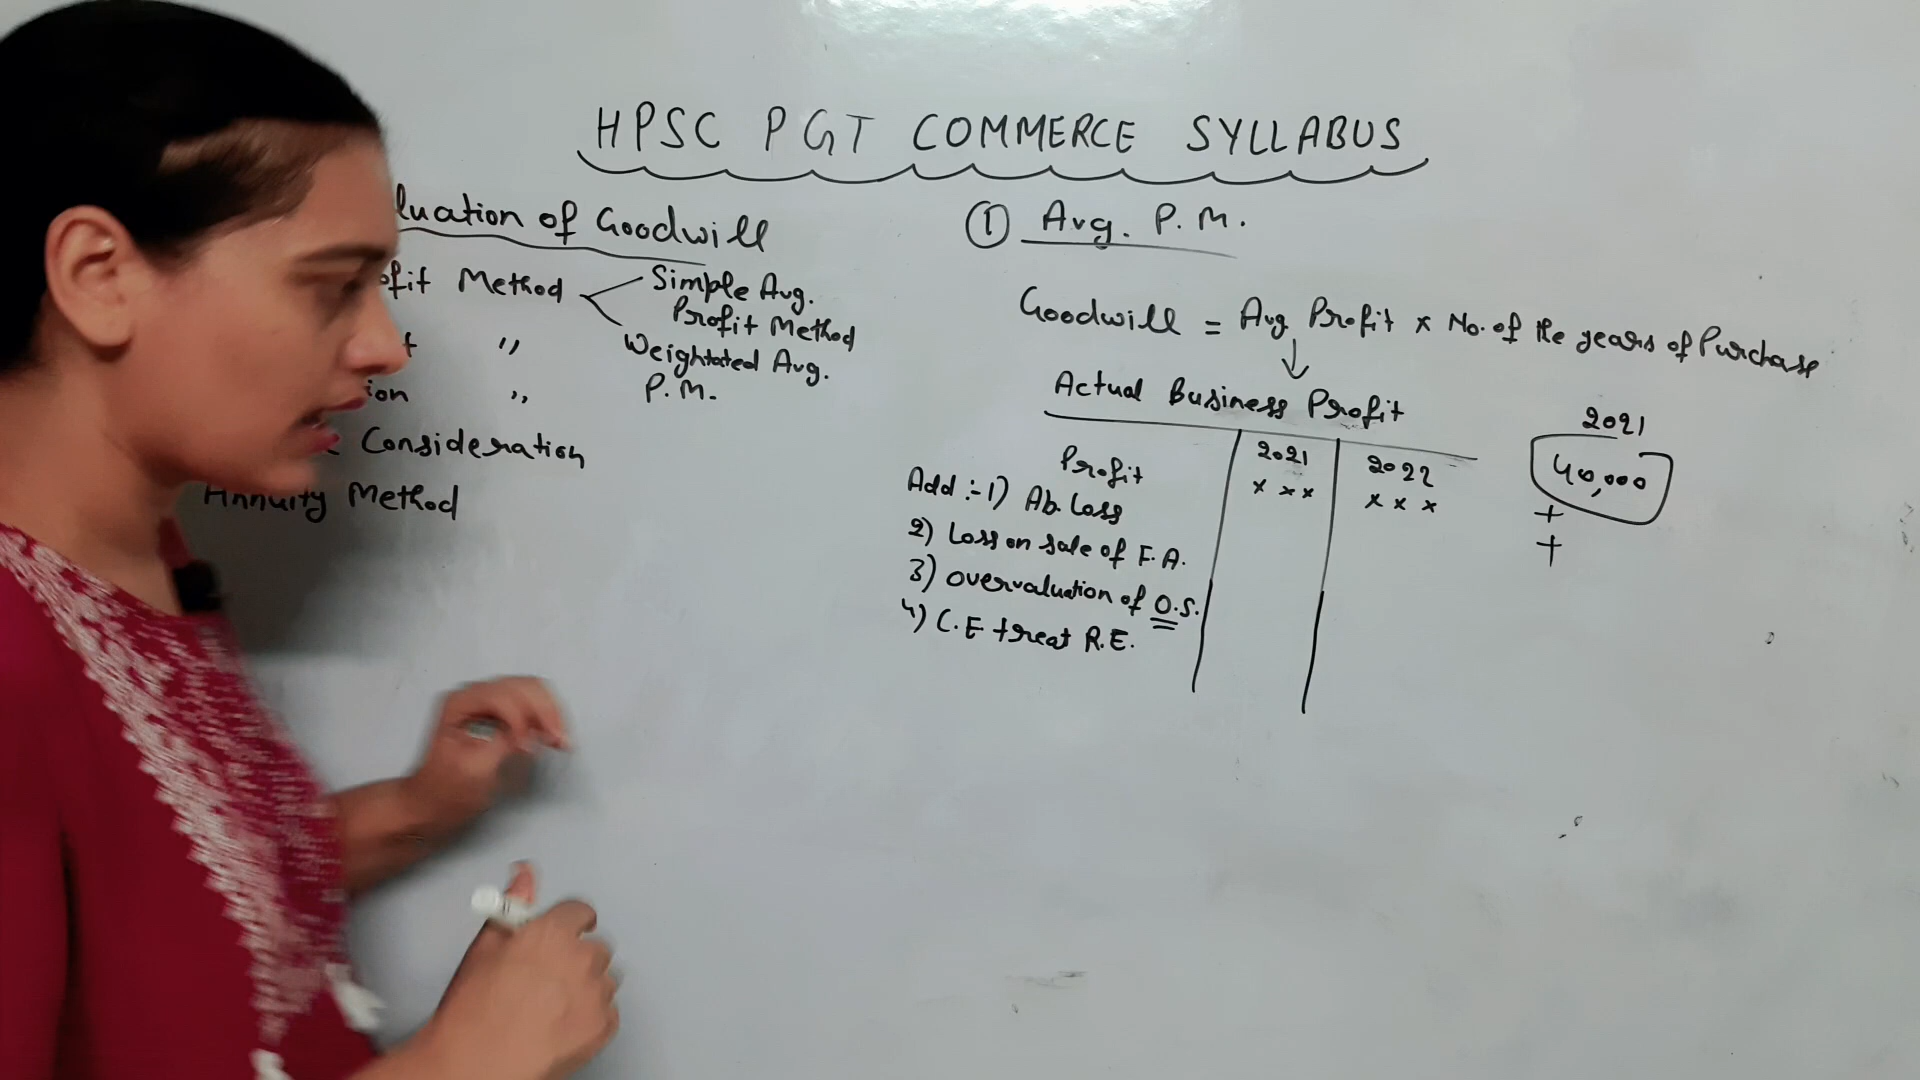 HPSC PGT COMMERCE SYLLABUS
luation of Goodwill
ofit Method
Simple Avg.
Profit Method
t "
Weightated Avg.
P.M.
ion "
Consideration
Annuity Method
① Avg. P.M.
Goodwill = Avg Profit × No. of the years of Purchase
↓
Actual Business Profit
Profit 2021 2022
× × × × × ×
Add :- 1) Ab. Loss
2) Loss on sale of F.A.
3) overvaluation of O.S.
4) C.E treat R.E.
2021
40,000
+
+